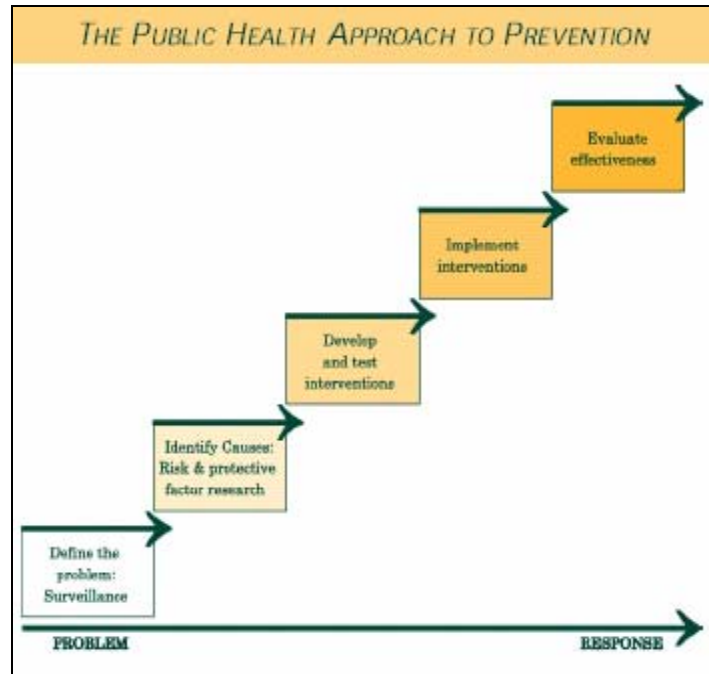 THE PUBLIC HEALTH APPROACH TO PREVENTION
Evaluate
effectiveness
Implement
interventions
Develop
and test
interventions
Identify Causes:
Risk & protective
factor research
Define the
problem:
Surveillance
PROBLEM
RESPONSE